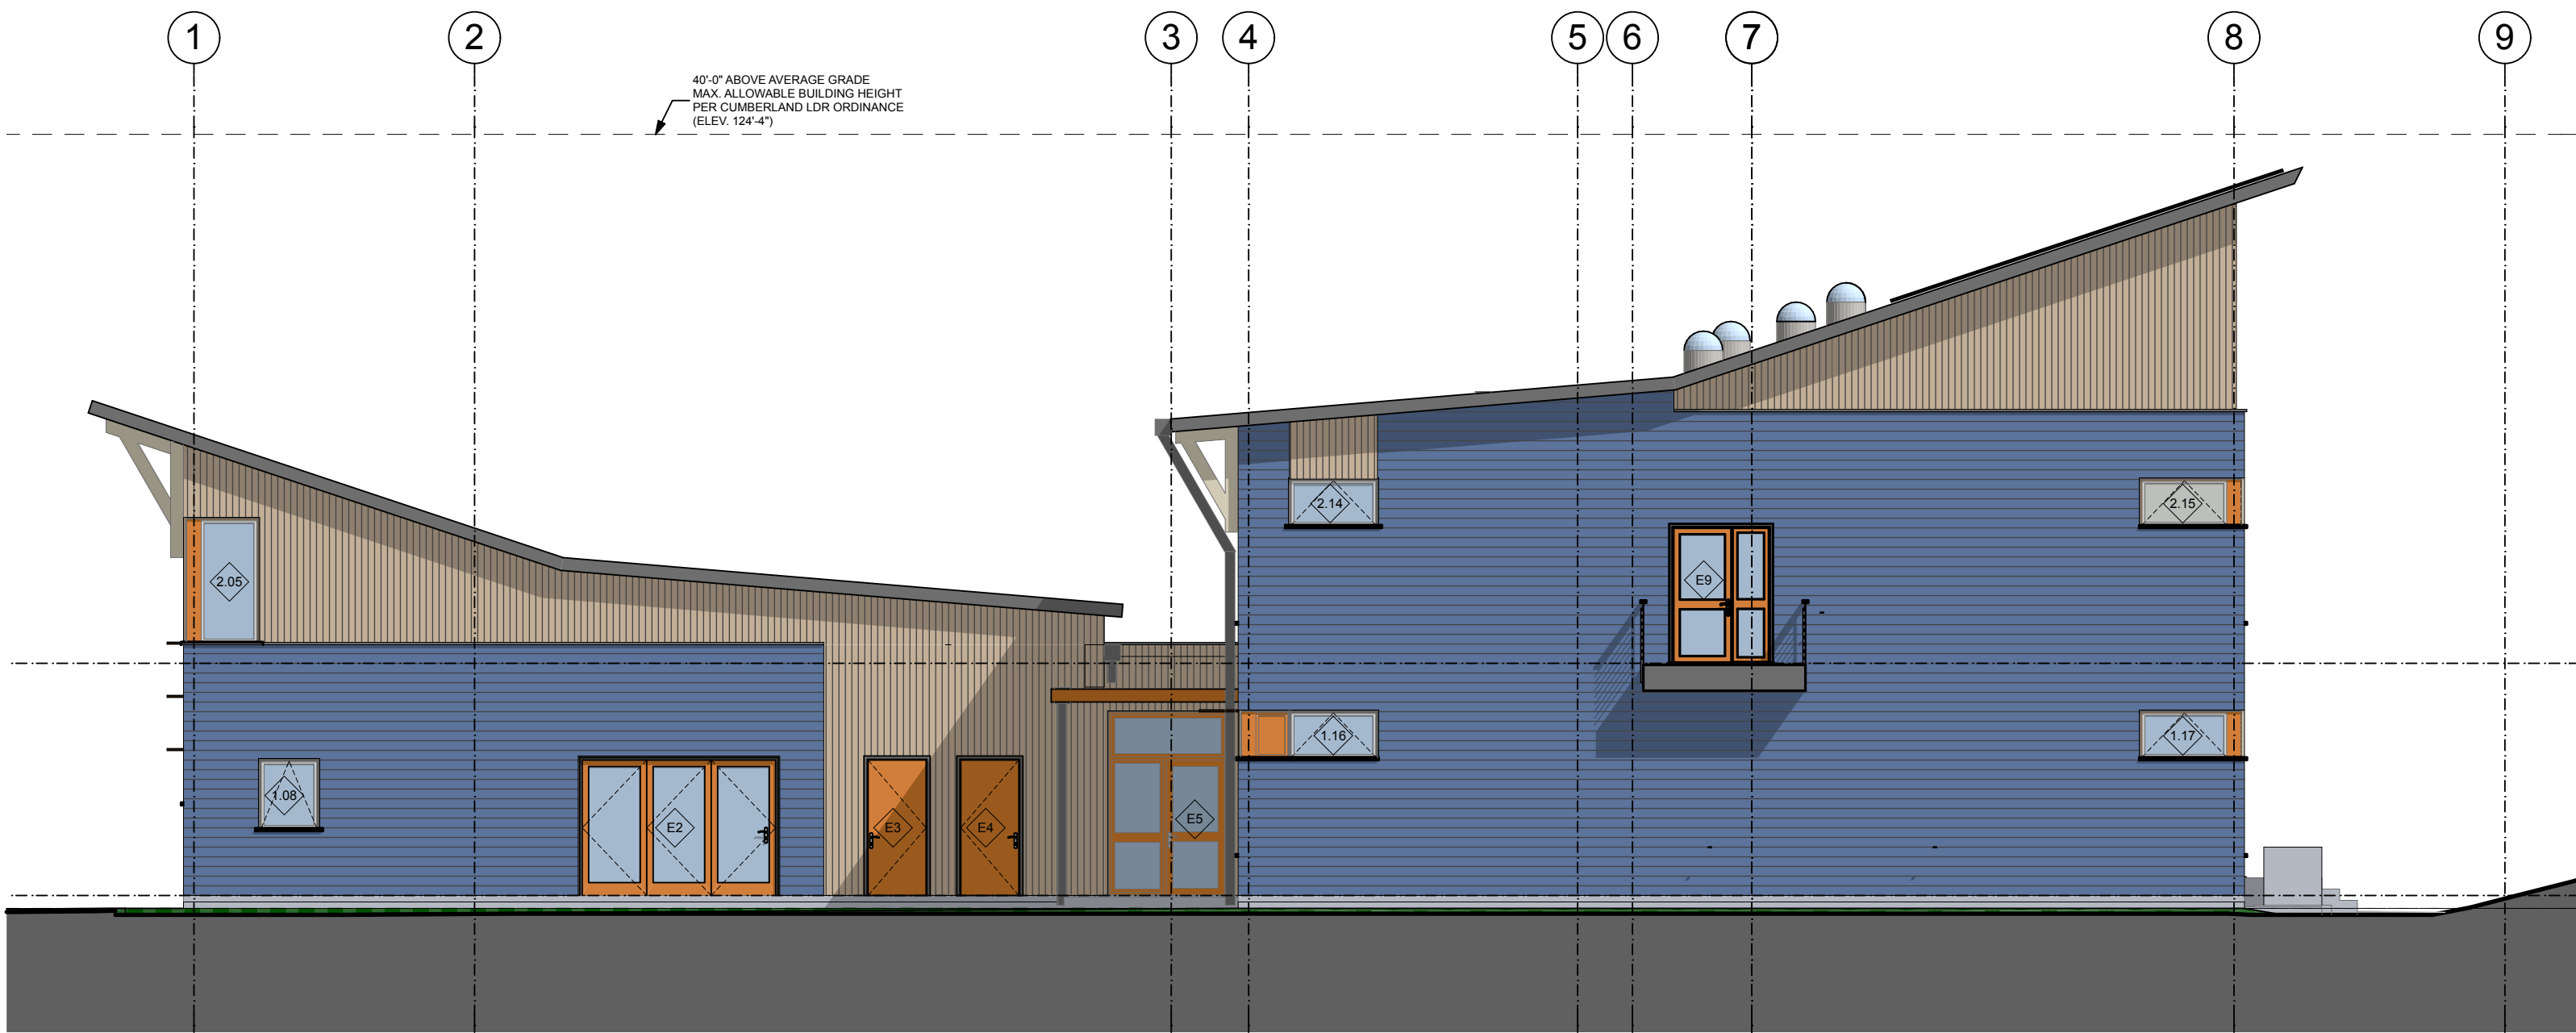 1 2 3 4 5 6 7 8 9
40'-0" ABOVE AVERAGE GRADE
MAX. ALLOWABLE BUILDING HEIGHT
PER CUMBERLAND LDR ORDINANCE
(ELEV. 124'-4")
2.14
2.15
2.05
E9
1.16
1.17
1.08
E2
E3
E4
E5